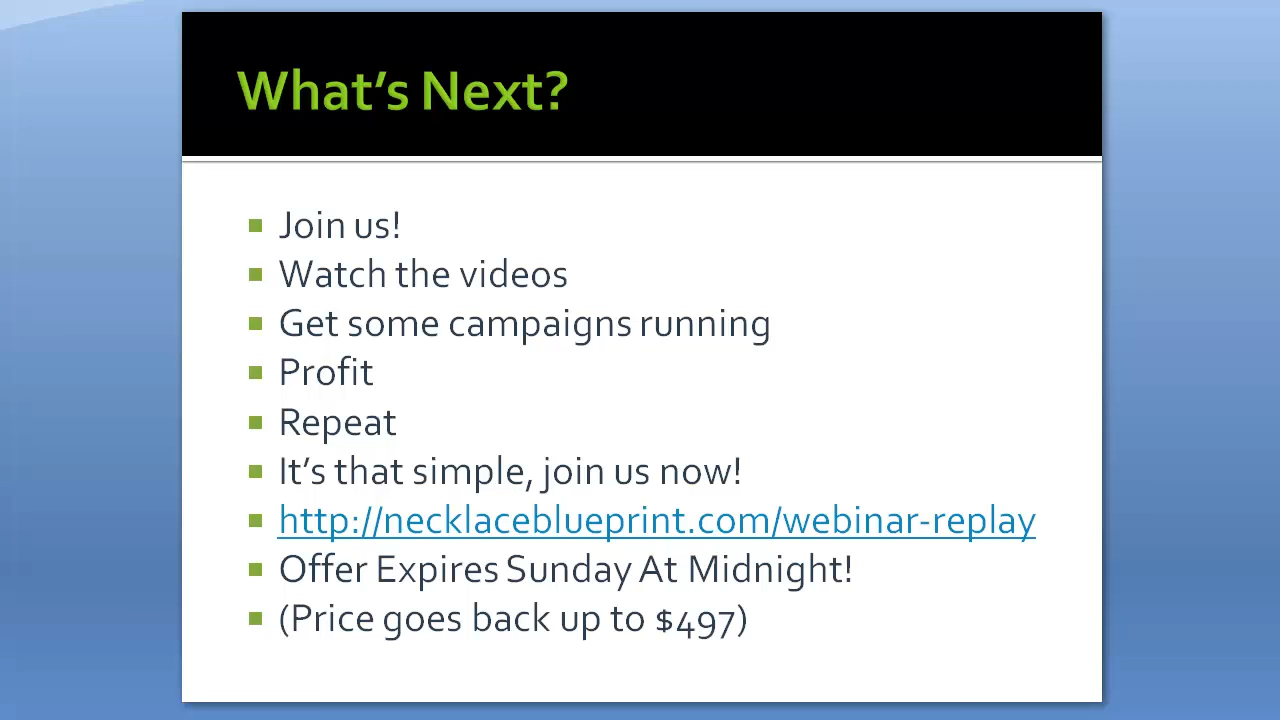 What's Next?
Join us!
Watch the videos
Get some campaigns running
Profit
Repeat
It's that simple, join us now!
http://necklaceblueprint.com/webinar-replay
Offer Expires Sunday At Midnight!
(Price goes back up to $497)